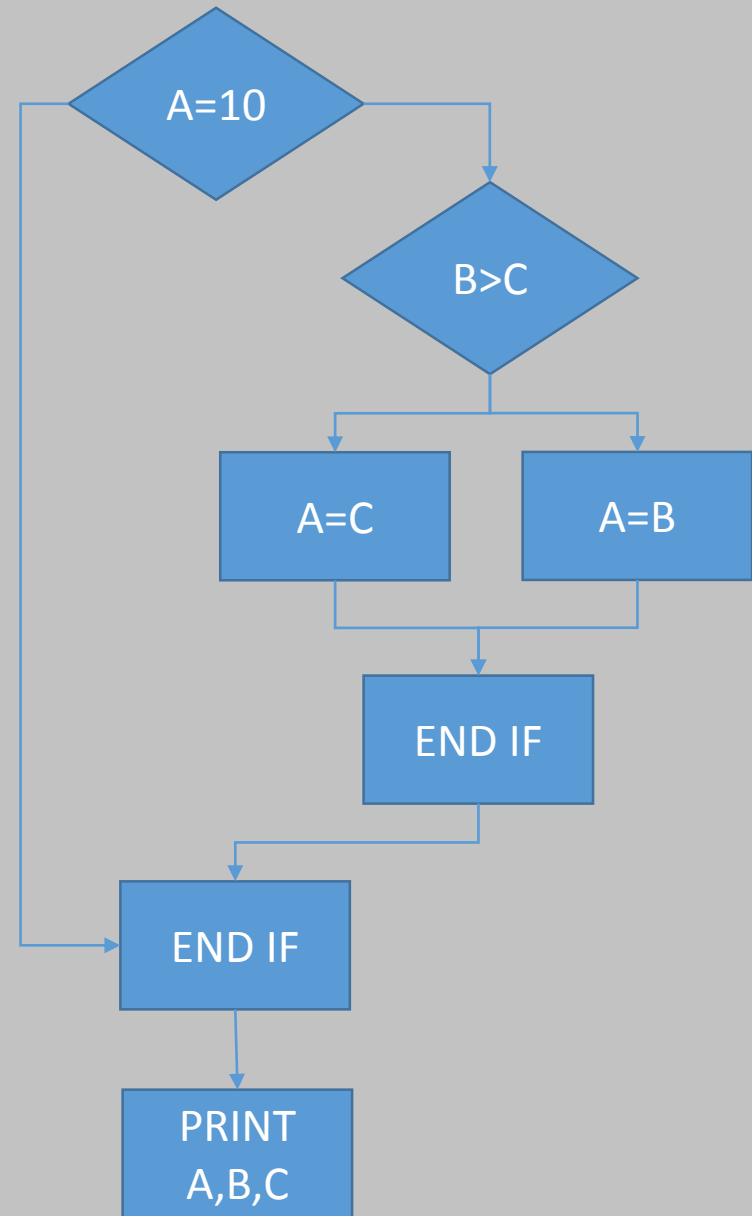 A=10
B>C
A=C
A=B
END IF
END IF
PRINT
A,B,C